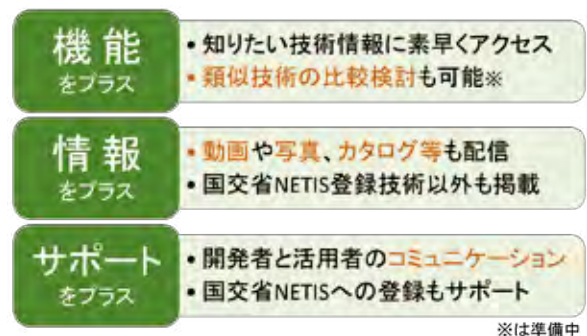 機能
をプラス
• 知りたい技術情報に素早くアクセス
• 類似技術の比較検討も可能※
情報
をプラス
• 動画や写真、カタログ等も配信
• 国交省NETIS登録技術以外も掲載
サポート
をプラス
• 開発者と活用者のコミュニケーション
• 国交省NETISへの登録もサポート
※は準備中